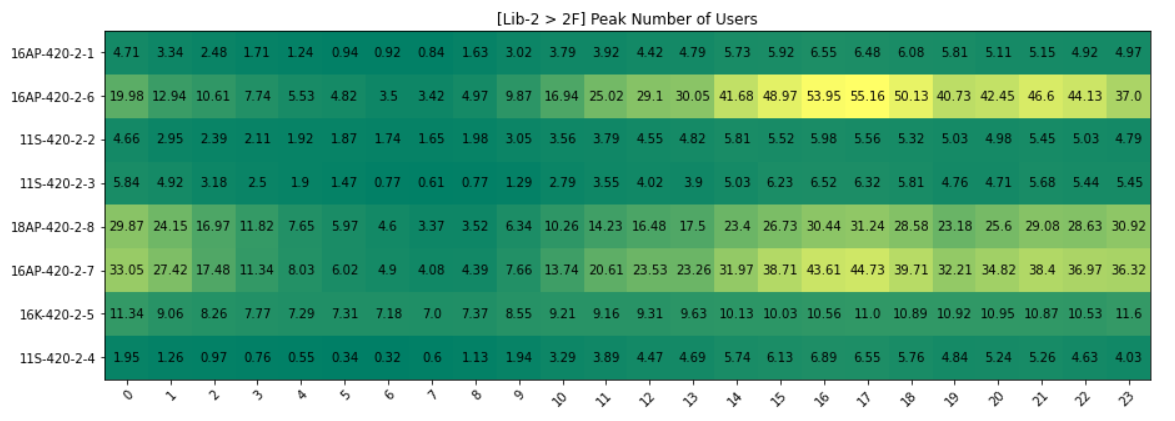 [Lib-2 > 2F] Peak Number of Users
16AP-420-2-1 4.71 3.34 2.48 1.71 1.24 0.94 0.92 0.84 1.63 3.02 3.79 3.92 4.42 4.79 5.73 5.92 6.55 6.48 6.08 5.81 5.11 5.15 4.92 4.97
16AP-420-2-6 19.98 12.94 10.61 7.74 5.53 4.82 3.5 3.42 4.97 9.87 16.94 25.02 29.1 30.05 41.68 48.97 53.95 55.16 50.13 40.73 42.45 46.6 44.13 37.0
11S-420-2-2 4.66 2.95 2.39 2.11 1.92 1.87 1.74 1.65 1.98 3.05 3.56 3.79 4.55 4.82 5.81 5.52 5.98 5.56 5.32 5.03 4.98 5.45 5.03 4.79
11S-420-2-3 5.84 4.92 3.18 2.5 1.9 1.47 0.77 0.61 0.77 1.29 2.79 3.55 4.02 3.9 5.03 6.23 6.52 6.32 5.81 4.76 4.71 5.68 5.44 5.45
18AP-420-2-8 29.87 24.15 16.97 11.82 7.65 5.97 4.6 3.37 3.52 6.34 10.26 14.23 16.48 17.5 23.4 26.73 30.44 31.24 28.58 23.18 25.6 29.08 28.63 30.92
16AP-420-2-7 33.05 27.42 17.48 11.34 8.03 6.02 4.9 4.08 4.39 7.66 13.74 20.61 23.53 23.26 31.97 38.71 43.61 44.73 39.71 32.21 34.82 38.4 36.97 36.32
16K-420-2-5 11.34 9.06 8.26 7.77 7.29 7.31 7.18 7.0 7.37 8.55 9.21 9.16 9.31 9.63 10.13 10.03 10.56 11.0 10.89 10.92 10.95 10.87 10.53 11.6
11S-420-2-4 1.95 1.26 0.97 0.76 0.55 0.34 0.32 0.6 1.13 1.94 3.29 3.89 4.47 4.69 5.74 6.13 6.89 6.55 5.76 4.84 5.24 5.26 4.63 4.03
0 1 2 3 4 5 6 7 8 9 10 11 12 13 14 15 16 17 18 19 20 21 22 23